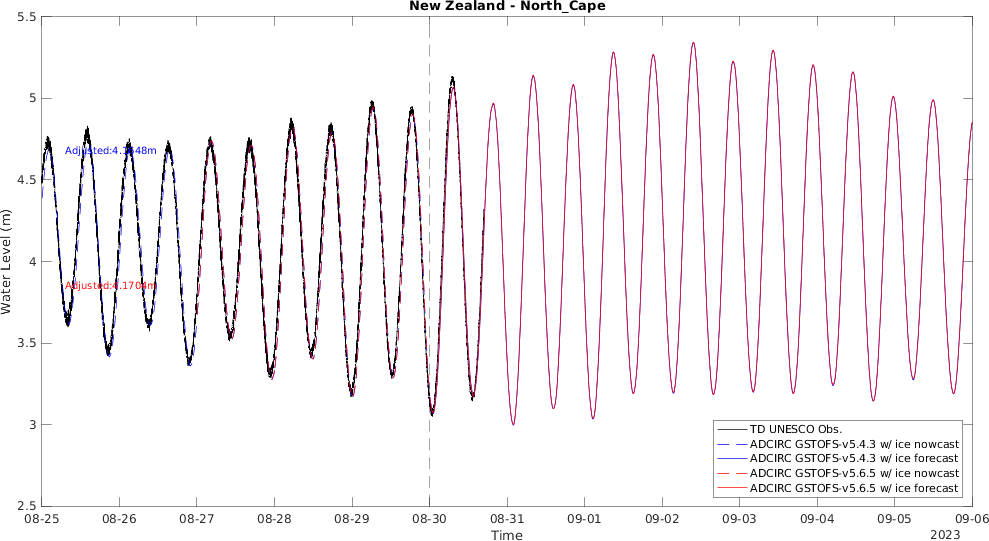 New Zealand - North_Cape
5.5
5
4.5
4
3.5
3
2.5
Water Level (m)
Adjusted:4.1704m
TD UNESCO Obs.
ADCIRC GSTOFS-v5.4.3 w/ ice nowcast
ADCIRC GSTOFS-v5.4.3 w/ ice forecast
ADCIRC GSTOFS-v5.6.5 w/ ice nowcast
ADCIRC GSTOFS-v5.6.5 w/ ice forecast
08-25 08-26 08-27 08-28 08-29 08-30 08-31 09-01 09-02 09-03 09-04 09-05 09-06
Time
2023